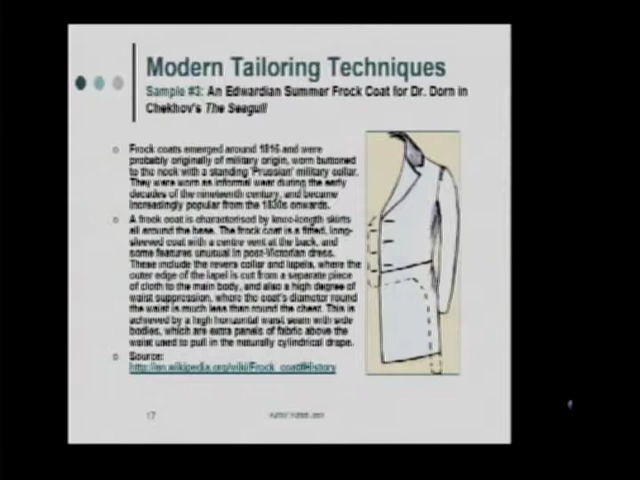 Modern Tailoring Techniques
Sample #3: An Edwardian Summer Frock Coat for Dr. Dorn in
Chekhov's The Seagull
Frock coats emerged around 1816 and were
probably originally of military origin, worn buttoned
to the neck with a standing 'Prussian' military collar.
They were worn as informal wear during the early
decades of the nineteenth century, and became
increasingly popular from the 1830s onwards.
A frock coat is characterised by knee-length skirts
all around the base. The frock coat is a fitted, long-
sleeved coat with a centre vent at the back, and
some features unusual in post-Victorian dress.
These include the revers collar and lapels, where the
outer edge of the lapel is cut from a separate piece
of cloth to the main body, and also a high degree of
waist suppression, where the coat's diameter round
the waist is much less than round the chest. This is
achieved by a high horizontal waist seam with side
bodies, which are extra panels of fabric above the
waist used to pull in the naturally cylindrical drape.
Source:
http://en.wikipedia.org/wiki/Frock_coat#History
17